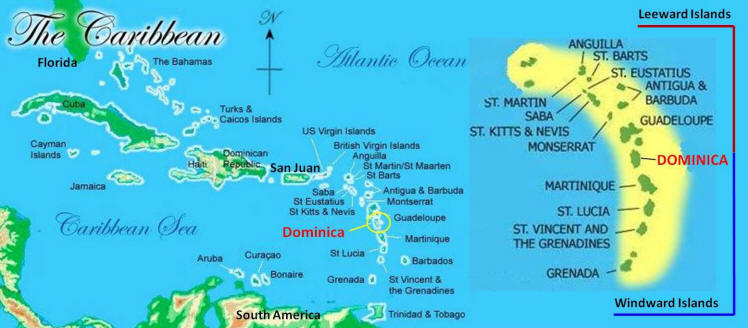 The Caribbean
N
Florida
The Bahamas
Atlantic Ocean
Cuba
Turks &
Caicos Islands
Cayman
Islands
Haiti
Dominican
Republic
San Juan
US Virgin Islands
British Virgin Islands
Anguilla
St Martin/St Maarten
St Barts
Jamaica
Saba
St Eustatius
St Kitts & Nevis
Antigua & Barbuda
Montserrat
Guadeloupe
Dominica
Caribbean Sea
Martinique
St Lucia
Barbados
Aruba
Curaçao
Bonaire
Grenada
St Vincent &
the Grenadines
South America
Trinidad & Tobago
Leeward Islands
ANGUILLA
ST. BARTS
ST. EUSTATIUS
ANTIGUA &
BARBUDA
ST. MARTIN
SABA
ST. KITTS & NEVIS
GUADELOUPE
MONSERRAT
DOMINICA
MARTINIQUE
ST. LUCIA
ST. VINCENT AND
THE GRENADINES
GRENADA
Windward Islands